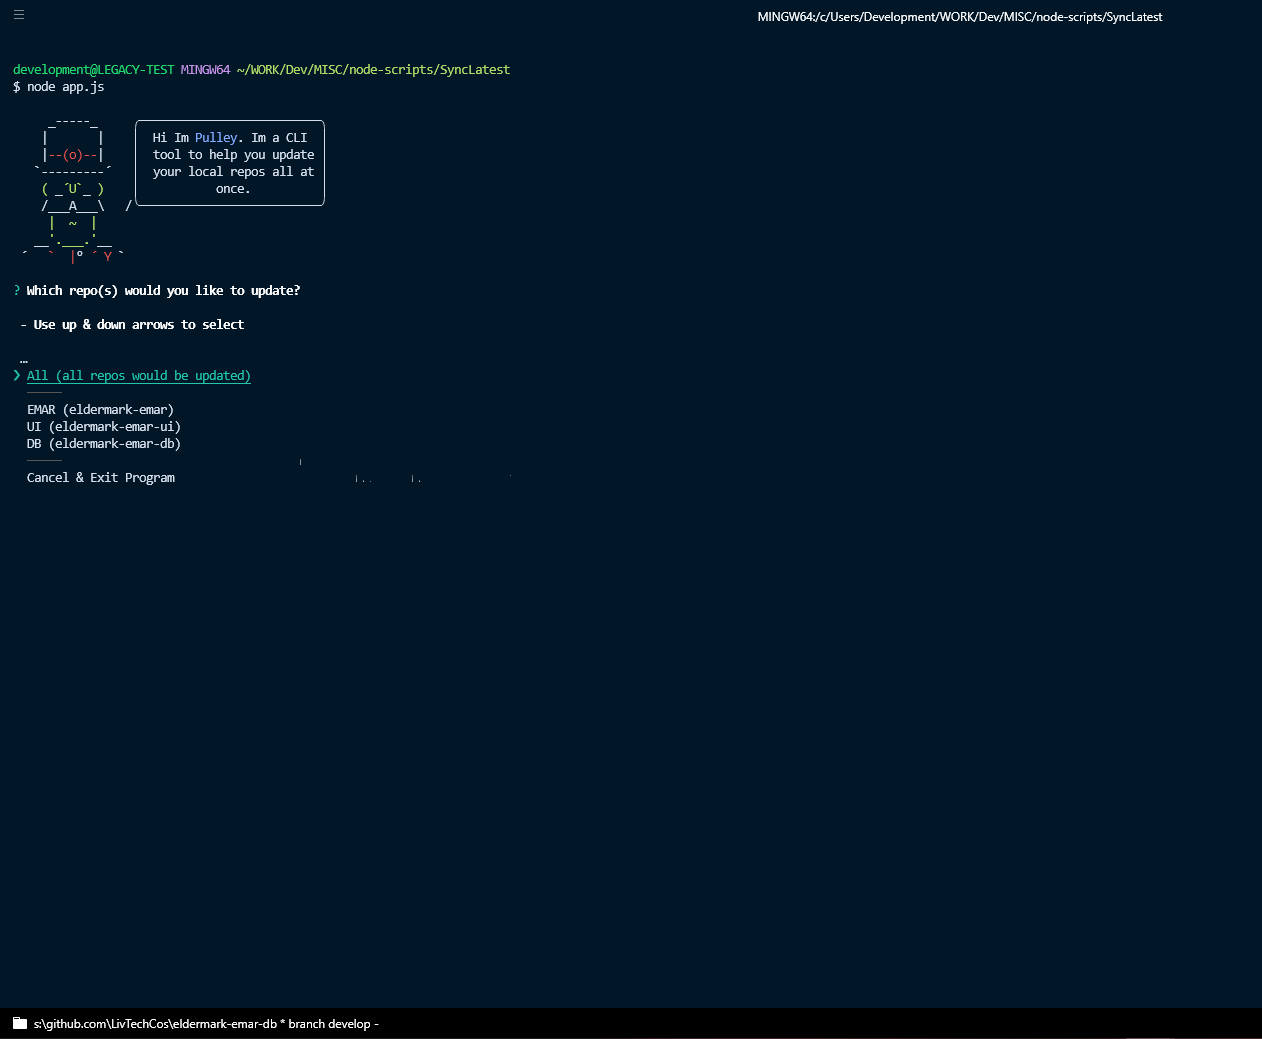 MINGW64:/c/Users/Development/WORK/Dev/MISC/node-scripts/SyncLatest
development@LEGACY-TEST MINGW64 ~/WORK/Dev/MISC/node-scripts/SyncLatest
$ node app.js
Hi Im Pulley. Im a CLI
tool to help you update
your local repos all at
once.
? Which repo(s) would you like to update?
- Use up & down arrows to select
…
❯ All (all repos would be updated)
EMAR (eldermark-emar)
UI (eldermark-emar-ui)
DB (eldermark-emar-db)
Cancel & Exit Program
s:\github.com\LivTechCos\eldermark-emar-db * branch develop -